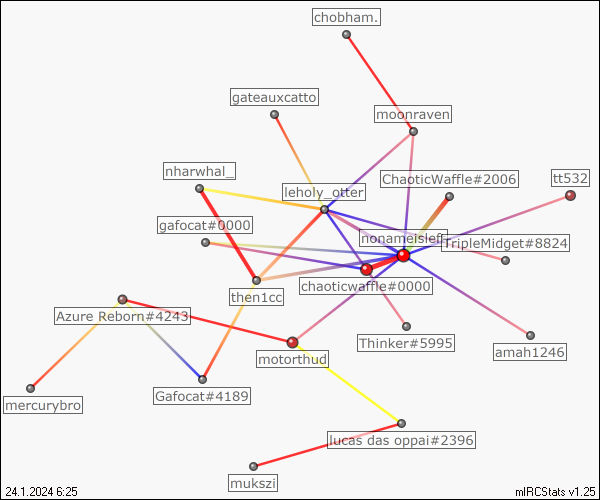 chobham.
gateauxcatto
moonraven
nharwhal_
ChaoticWaffle#2006
tt532
leholy_otter
gafocat#0000
nonameisleft
TripleMidget#8824
chaoticwaffle#0000
then1cc
Azure Reborn#4243
Thinker#5995
amah1246
motorthud
mercurybro
Gafocat#4189
lucas das oppai#2396
mukszi
24.1.2024 6:25
mIRCStats v1.25